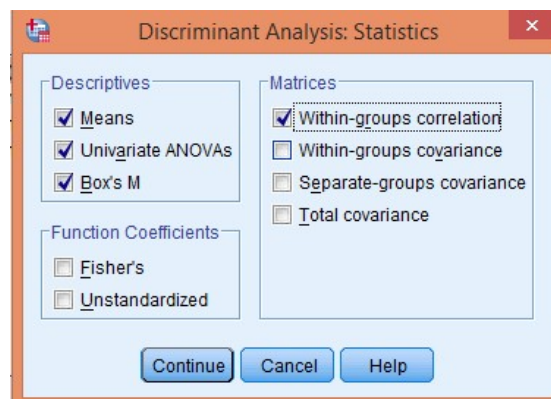 Discriminant Analysis: Statistics
Descriptives
Means
Univariate ANOVAs
Box's M
Function Coefficients
Fisher's
Unstandardized
Matrices
Within-groups correlation
Within-groups covariance
Separate-groups covariance
Total covariance
Continue
Cancel
Help